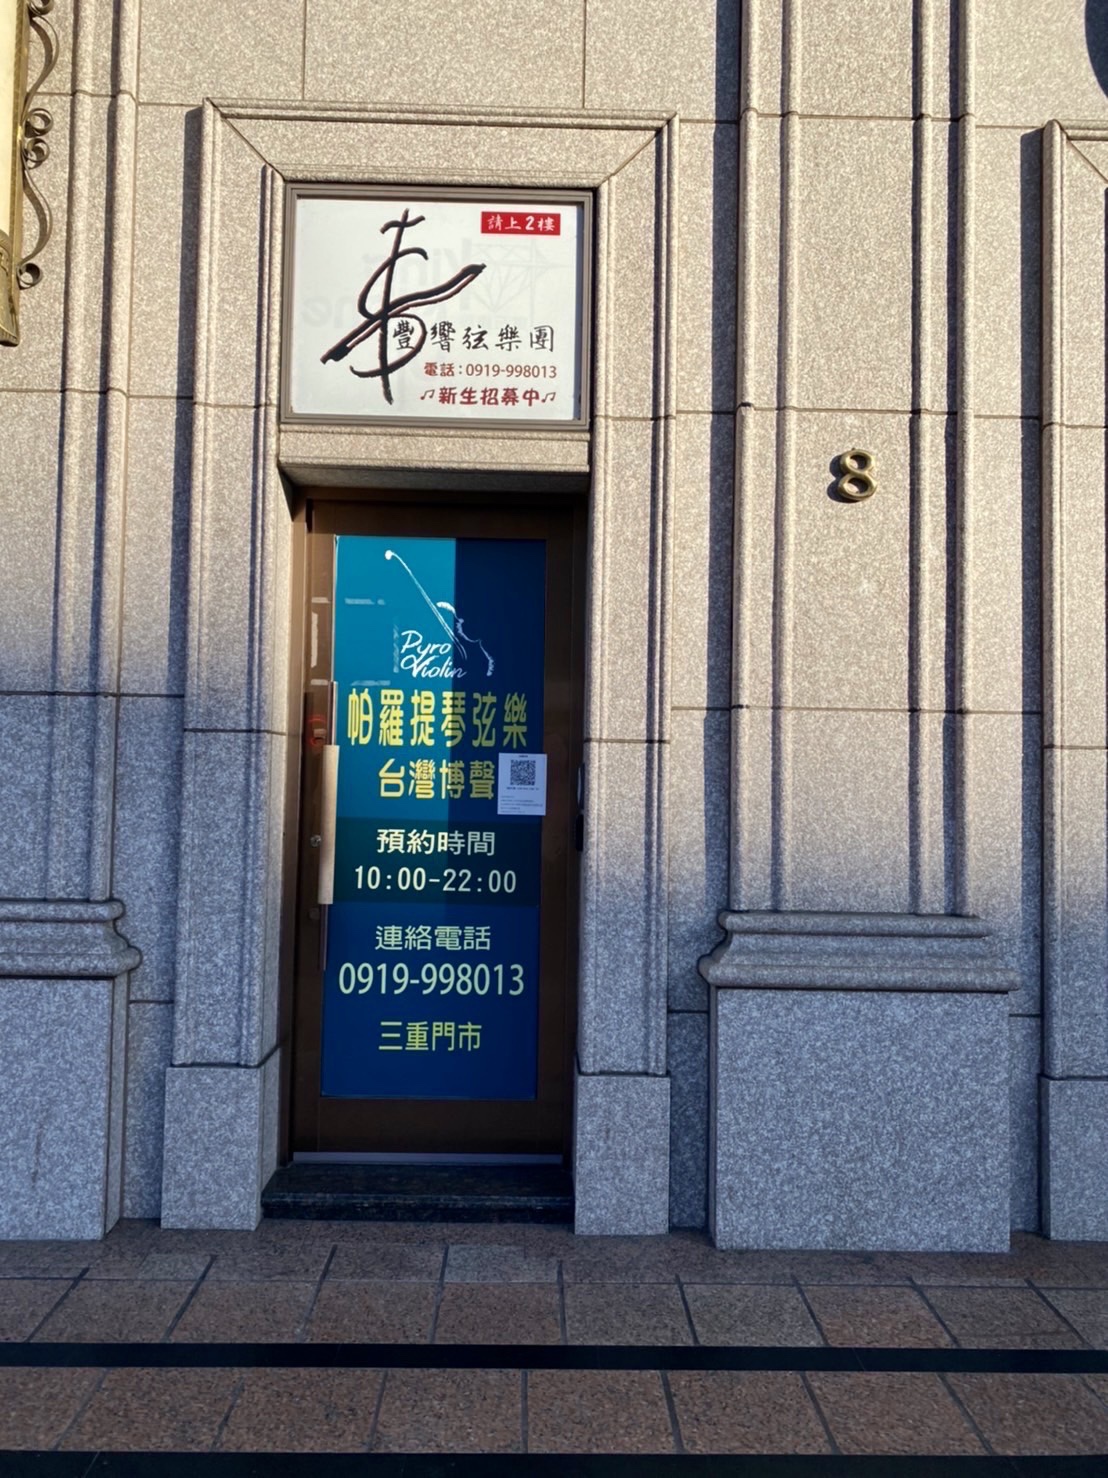 請上2樓
豐響弦樂團
電話:0919-998013
♫新生招募中♫
8
Pyro
Violin
帕羅提琴弦樂
台灣博聲
預約時間
10:00-22:00
連絡電話
0919-998013
三重門市